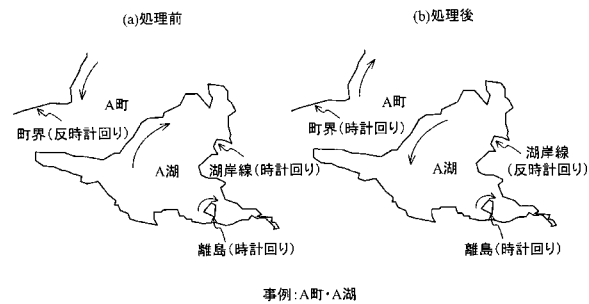 (a)処理前
(b)処理後
A町
町界(反時計回り)
A湖
湖岸線(時計回り)
離島(時計回り)
A町
町界(時計回り)
A湖
湖岸線
(反時計回り)
離島(時計回り)
事例:A町・A湖